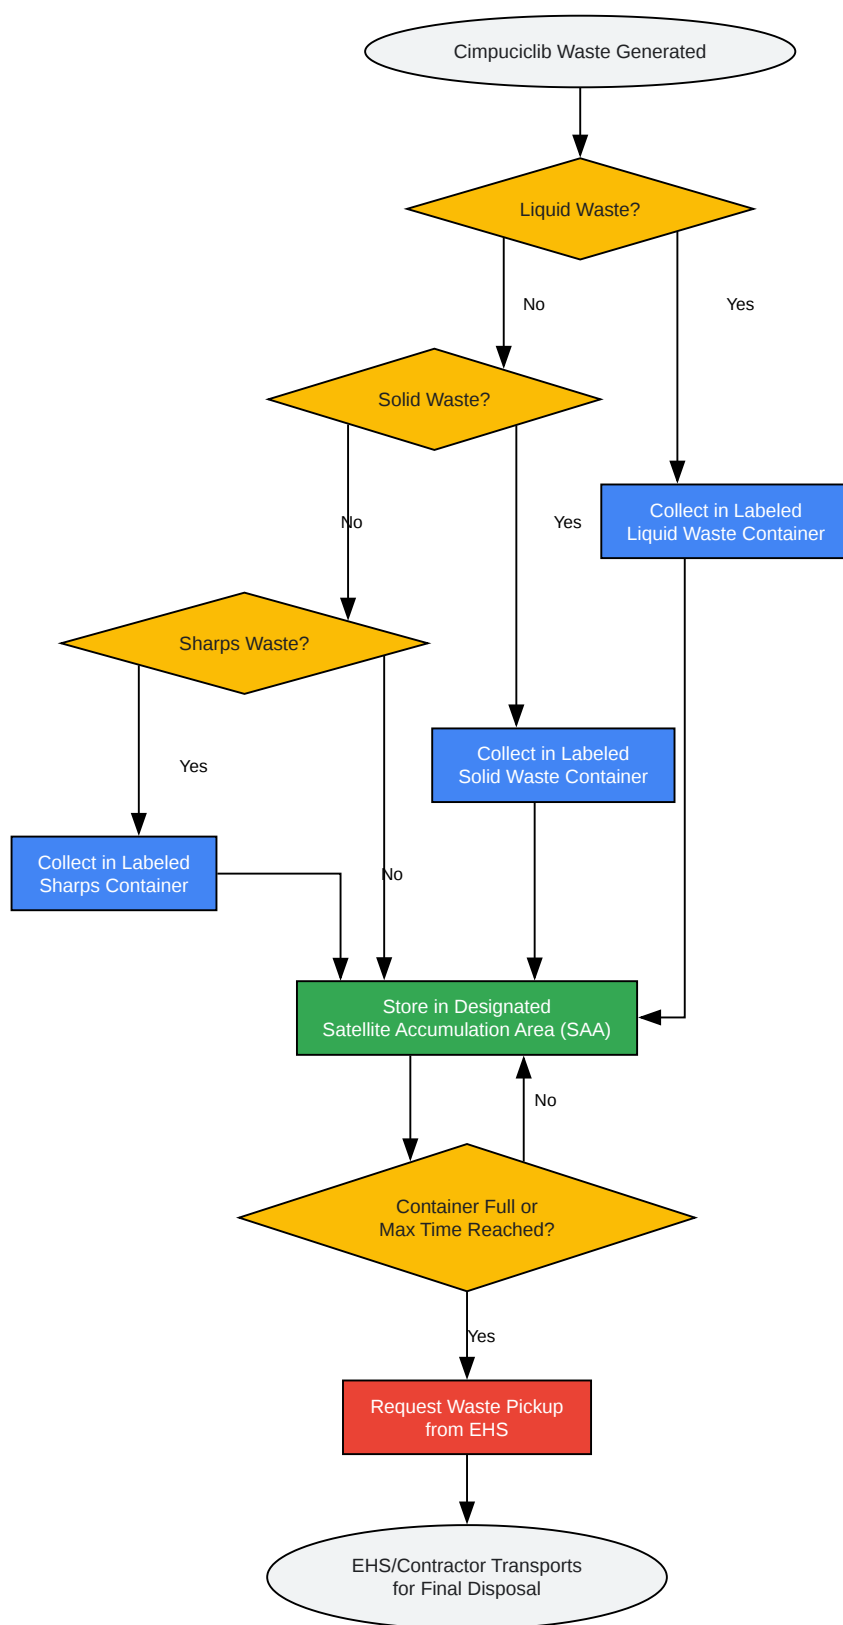 Cimpuciclib Waste Generated
Liquid Waste?
No
Yes
Solid Waste?
Collect in Labeled
Liquid Waste Container
No
Yes
Sharps Waste?
Collect in Labeled
Solid Waste Container
Yes
Collect in Labeled
Sharps Container
No
Store in Designated
Satellite Accumulation Area (SAA)
No
Container Full or
Max Time Reached?
Yes
Request Waste Pickup
from EHS
EHS/Contractor Transports
for Final Disposal